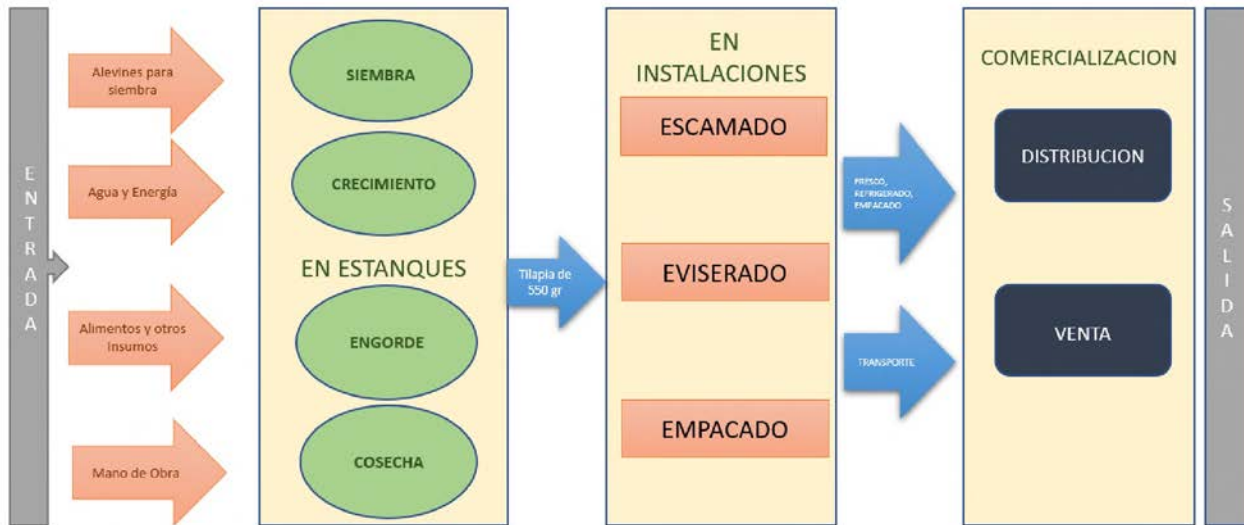 ENTRADA
Alevines para
siembra
Agua y Energía
Alimentos y otros
Insumos
Mano de Obra
SIEMBRA
CRECIMIENTO
EN ESTANQUES
ENGORDE
COSECHA
Tilapia de
550 gr
EN
INSTALACIONES
ESCAMADO
EVISERADO
EMPACADO
FRESCO,
REFRIGERADO,
EMPACADO
TRANSPORTE
COMERCIALIZACION
DISTRIBUCION
VENTA
SALIDA